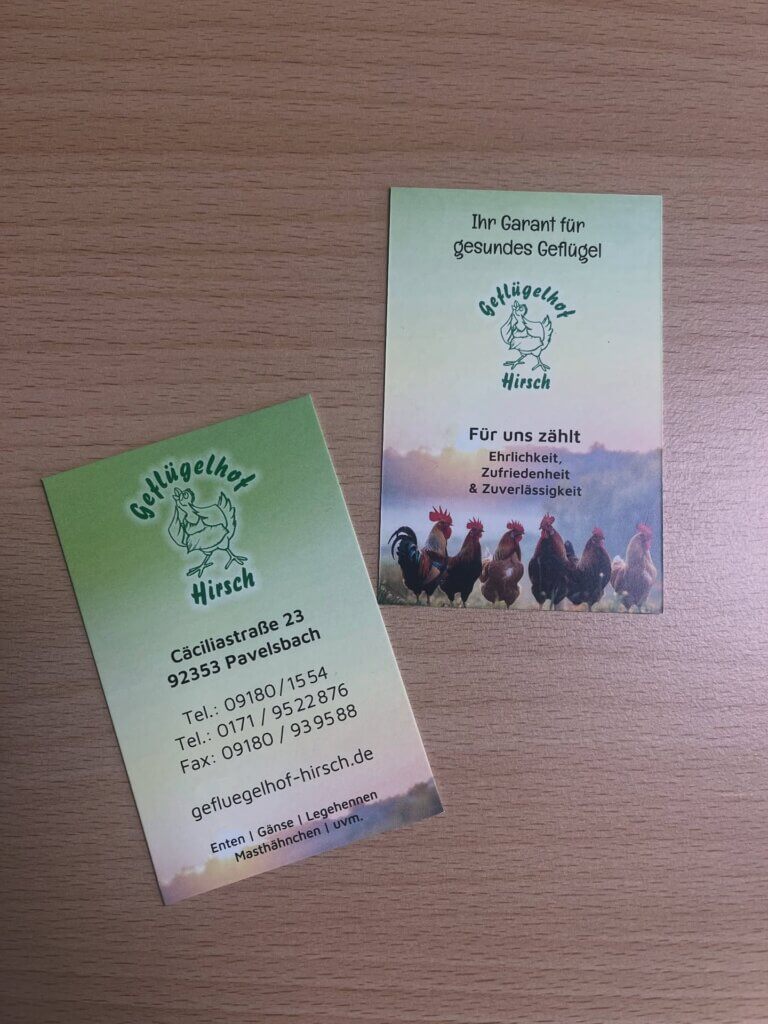 Ihr Garant für
gesundes Geflügel
Geflügelhof
Hirsch
Für uns zählt
Ehrlichkeit,
Zufriedenheit
& Zuverlässigkeit
Geflügelhof
Hirsch
Cäciliastraße 23
92353 Pavelsbach
Tel.: 09180/1554
Tel.: 0171 / 9522876
Fax: 09180 / 939588
gefluegelhof-hirsch.de
Enten | Gänse | Legehennen
Masthähnchen | uvm.